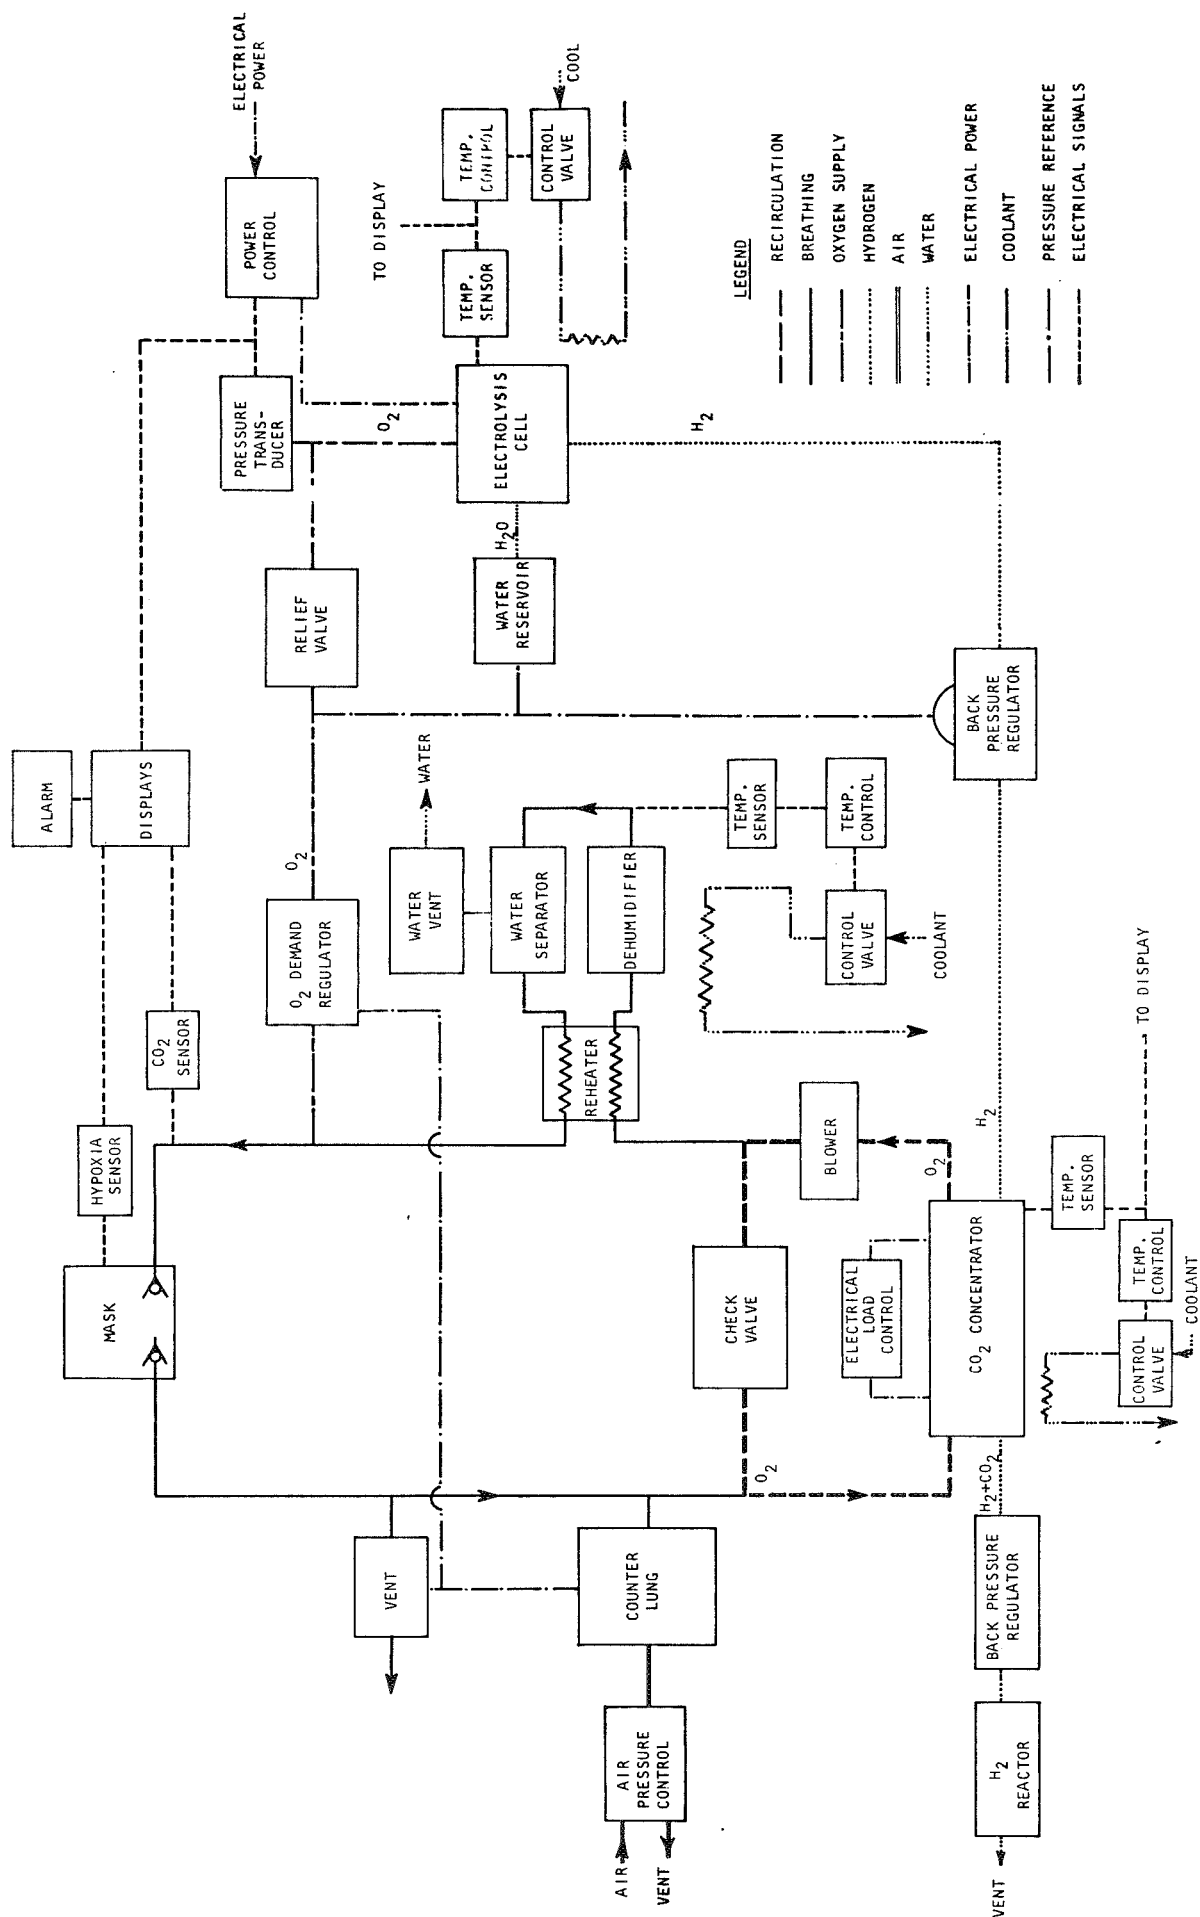 ELECTRICAL
POWER
POWER
CONTROL
PRESSURE
TRANS-
DUCER
TO DISPLAY
TEMP.
CONTROL
CONTROL
VALVE
COOL
TEMP.
SENSOR
O2
ELECTROLYSIS
CELL
H2
H2O
WATER
RESERVOIR
RELIEF
VALVE
ALARM
DISPLAYS
O2
O2 DEMAND
REGULATOR
WATER
WATER
VENT
WATER
SEPARATOR
DEHUMIDIFIER
TEMP.
SENSOR
TEMP.
CONTROL
CONTROL
VALVE
COOLANT
BACK
PRESSURE
REGULATOR
CO2
SENSOR
HYPOXIA
SENSOR
MASK
REHEATER
BLOWER
O2
H2
CHECK
VALVE
ELECTRICAL
LOAD
CONTROL
CO2 CONCENTRATOR
TEMP.
SENSOR
TO DISPLAY
TEMP.
CONTROL
CONTROL
VALVE
COOLANT
VENT
COUNTER
LUNG
O2
H2+CO2
BACK PRESSURE
REGULATOR
AIR
PRESSURE
CONTROL
AIR
VENT
H2
REACTOR
VENT
LEGEND
RECIRCULATION
BREATHING
OXYGEN SUPPLY
HYDROGEN
AIR
WATER
ELECTRICAL POWER
COOLANT
PRESSURE REFERENCE
ELECTRICAL SIGNALS